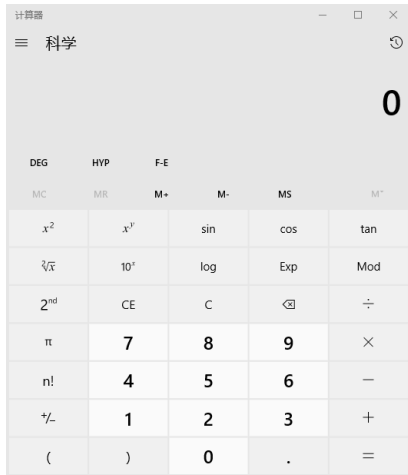 计算器
科学
0
DEG HYP F-E
MC MR M+ M- MS M˅
x² xʸ sin cos tan
²√x 10ˣ log Exp Mod
2ⁿᵈ CE C ÷
π 7 8 9 ×
n! 4 5 6 −
⁺/₋ 1 2 3 +
( ) 0 . =